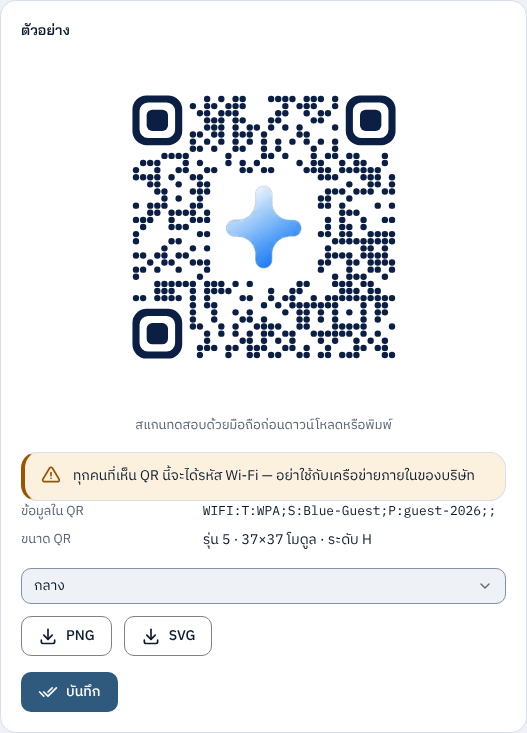 ตัวอย่าง
สแกนทดสอบด้วยมือถือก่อนดาวน์โหลดหรือพิมพ์
ทุกคนที่เห็น QR นี้จะได้รหัส Wi-Fi — อย่าใช้กับเครือข่ายภายในของบริษัท
ข้อมูลใน QR WIFI:T:WPA;S:Blue-Guest;P:guest-2026;;
ขนาด QR รุ่น 5 · 37×37 โมดูล · ระดับ H
กลาง
PNG SVG
บันทึก